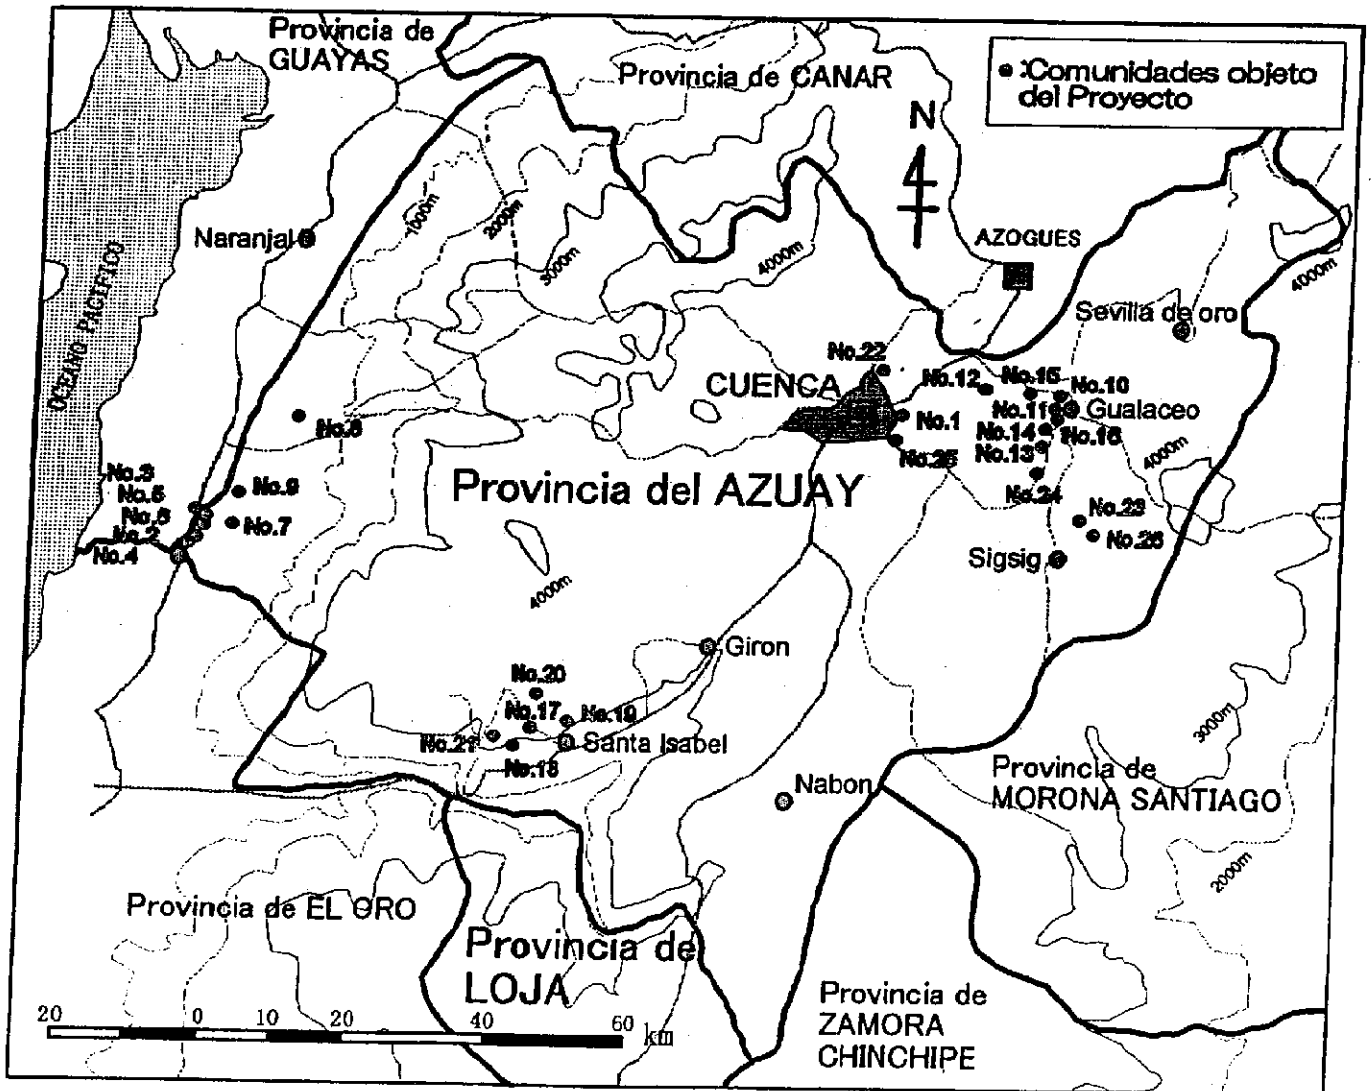 Provincia de
GUAYAS
Provincia de CANAR
● :Comunidades objeto
del Proyecto
N
1000m
2000m
3000m
4000m
Naranjal
AZOGUES
4000m
OCEANO PACIFICO
Sevilla de oro
No.22
CUENCA
No.12
No.15
No.10
No.11
Gualaceo
No.1
No.14
No.16
No.8
No.25
No.13
4000m
No.3
No.9
Provincia del AZUAY
No.24
No.5
No.6
No.7
No.23
No.2
No.26
No.4
Sigsig
4000m
Giron
No.20
No.17
No.19
No.21
Santa Isabel
No.18
3000m
Nabon
Provincia de
MORONA SANTIAGO
2000m
Provincia de EL ORO
Provincia de
LOJA
Provincia de
ZAMORA
CHINCHIPE
20 0 10 20 40 60 km